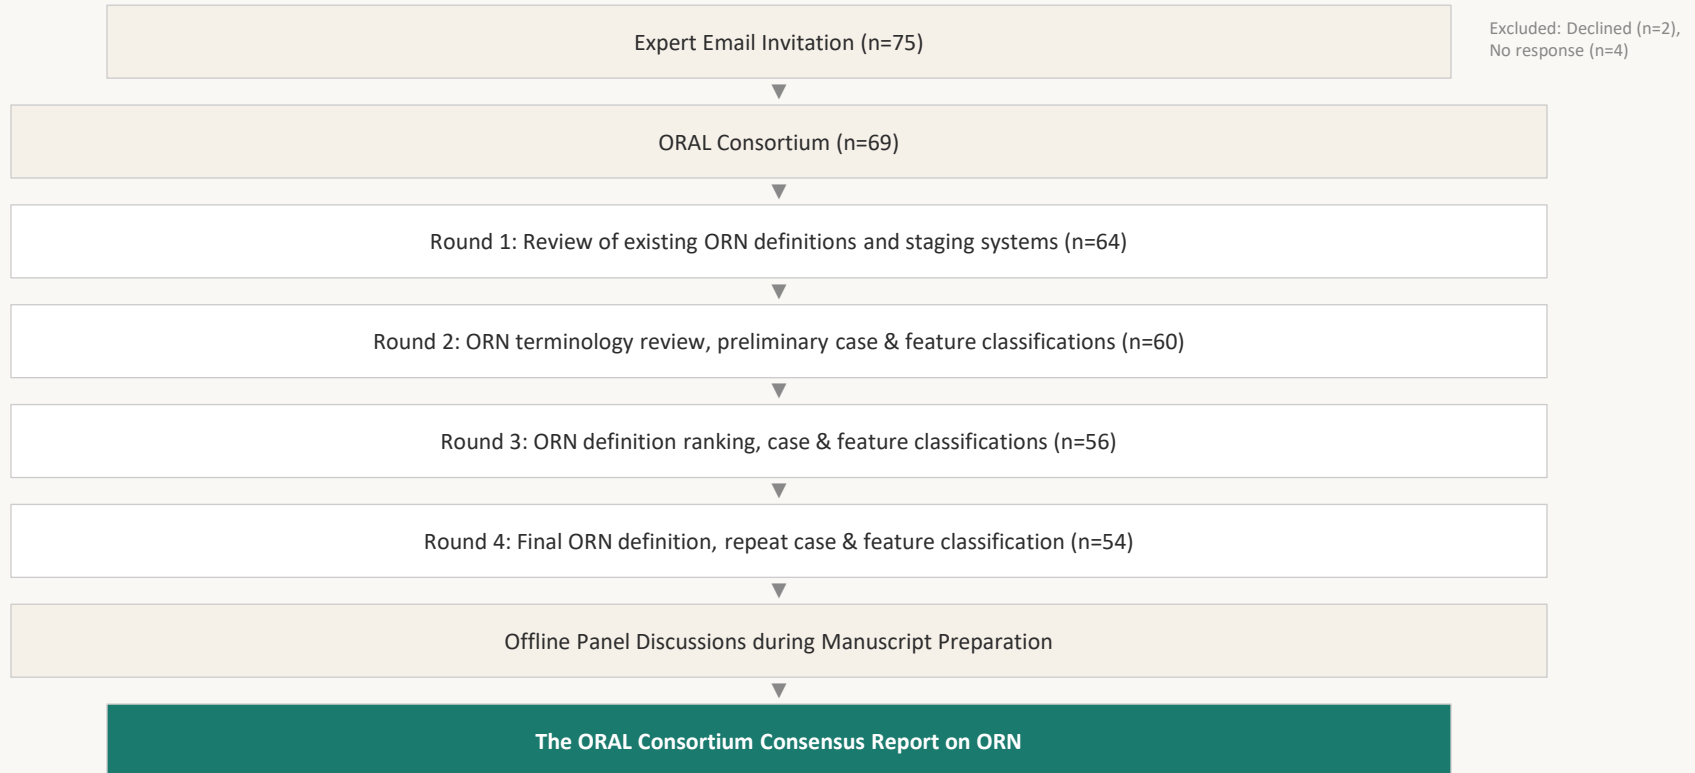 Expert Email Invitation (n=75)
Excluded: Declined (n=2),
No response (n=4)
ORAL Consortium (n=69)
Round 1: Review of existing ORN definitions and staging systems (n=64)
Round 2: ORN terminology review, preliminary case & feature classifications (n=60)
Round 3: ORN definition ranking, case & feature classifications (n=56)
Round 4: Final ORN definition, repeat case & feature classification (n=54)
Offline Panel Discussions during Manuscript Preparation
The ORAL Consortium Consensus Report on ORN